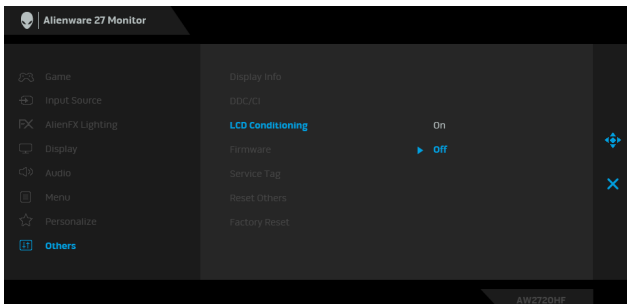 Alienware 27 Monitor
Game
Display Info
Input Source
DDC/CI
FX AlienFX Lighting
LCD Conditioning On
Display
Firmware Off
Audio
Service Tag
Menu
Reset Others
Personalize
Factory Reset
Others
AW2720HF